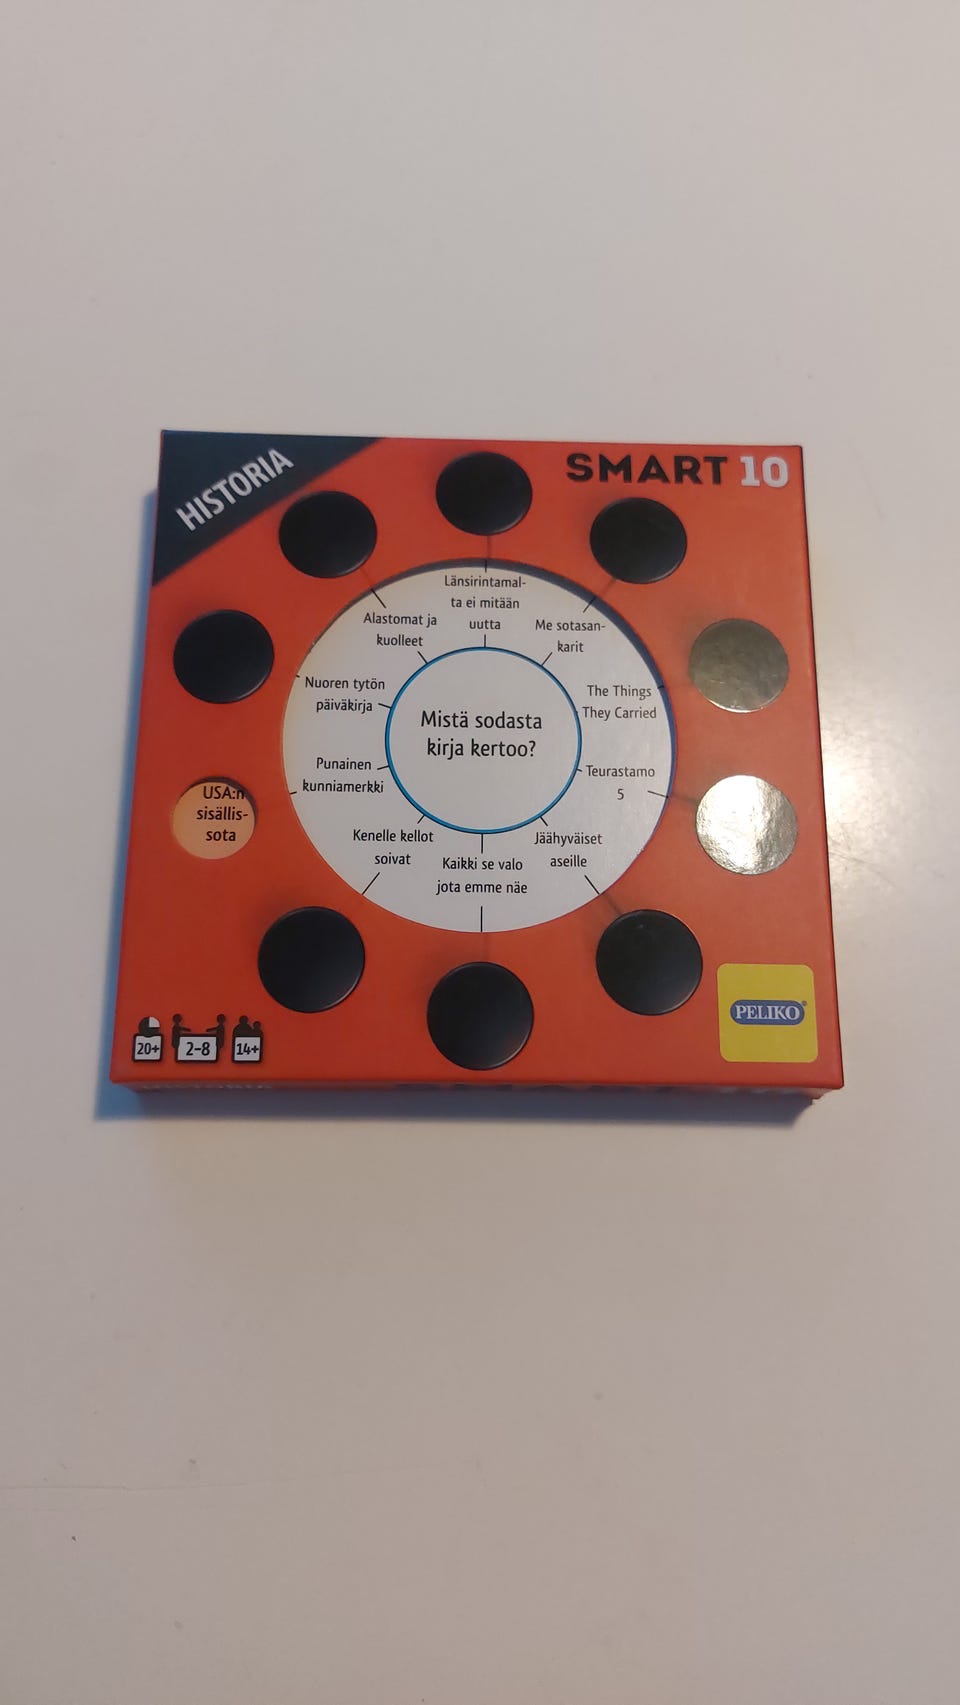 HISTORIA
SMART 10
Länsirintamal-
ta ei mitään
uutta
Me sotasan-
karit
The Things
They Carried
Teurastamo
5
Jäähyväiset
aseille
Kaikki se valo
jota emme näe
Kenelle kellot
soivat
Punainen
kunniamerkki
Nuoren tytön
päiväkirja
Alastomat ja
kuolleet
Mistä sodasta
kirja kertoo?
USA:n
sisällis-
sota
20+
2-8
14+
PELIKO
HISTORIA